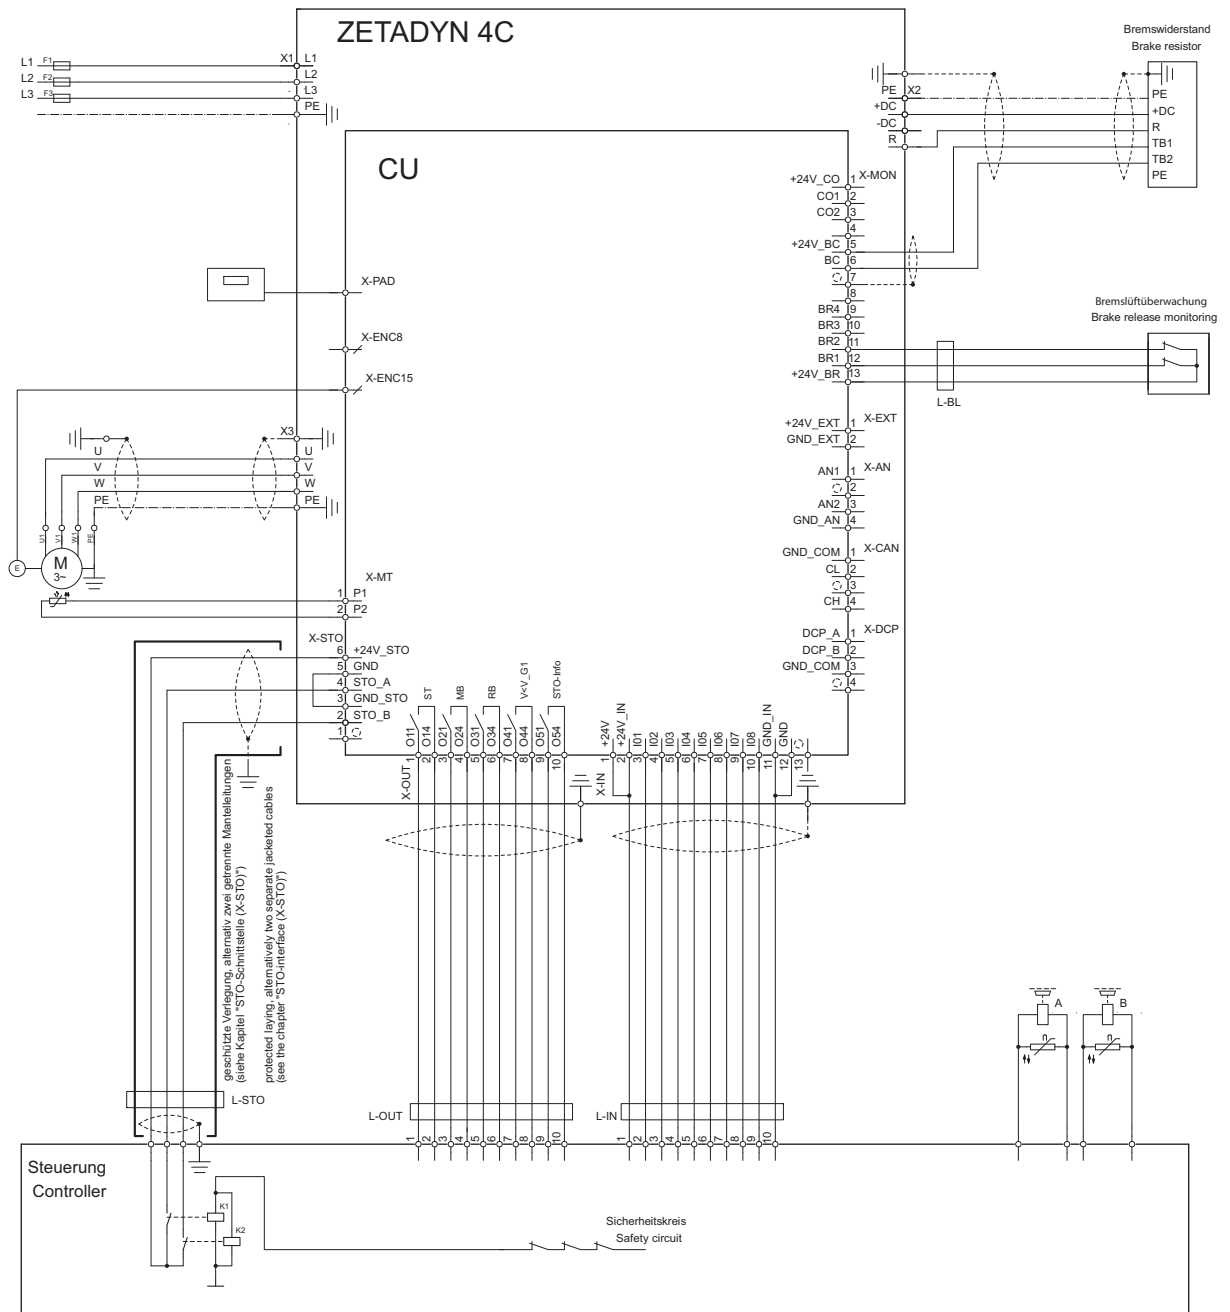 ZETADYN 4C
L1 F1
L2 F2
L3 F3
X1 L1
L2
L3
PE
CU
Bremswiderstand
Brake resistor
PE X2
+DC
-DC
R
PE
+DC
R
TB1
TB2
PE
+24V_CO 1 X-MON
CO1 2
CO2 3
4
+24V_BC 5
BC 6
7
8
BR4 9
BR3 10
BR2 11
BR1 12
+24V_BR 13
Bremslüftüberwachung
Brake release monitoring
L-BL
X-PAD
X-ENC8
X-ENC15
X3
U
V
W
PE
U
V
W
PE
U1
V1
W1
PE
E
M
3~
X-MT
1 P1
2 P2
+24V_EXT 1 X-EXT
GND_EXT 2
AN1 1 X-AN
2
AN2 3
GND_AN 4
GND_COM 1 X-CAN
CL 2
3
CH 4
DCP_A 1 X-DCP
DCP_B 2
GND_COM 3
4
X-STO
6 +24V_STO
5 GND
4 STO_A
3 GND_STO
2 STO_B
1
ST
MB
RB
V<V_G1
STO-Info
X-OUT
1 O11
2 O14
3 O21
4 O24
5 O31
6 O34
7 O41
8 O44
9 O51
10 O54
X-IN
1 +24V
2 +24V_IN
3 I01
4 I02
5 I03
6 I04
7 I05
8 I06
9 I07
10 I08
11 GND_IN
12 GND
13
geschützte Verlegung, alternativ zwei getrennte Mantelleitungen
(siehe Kapitel "STO-Schnittstelle (X-STO)")
protected laying, alternatively two separate jacketed cables
(see the chapter "STO-interface (X-STO)")
L-STO
L-OUT
1 2 3 4 5 6 7 8 9 10
L-IN
1 2 3 4 5 6 7 8 9 10
A
n
B
n
Steuerung
Controller
K1
K2
Sicherheitskreis
Safety circuit